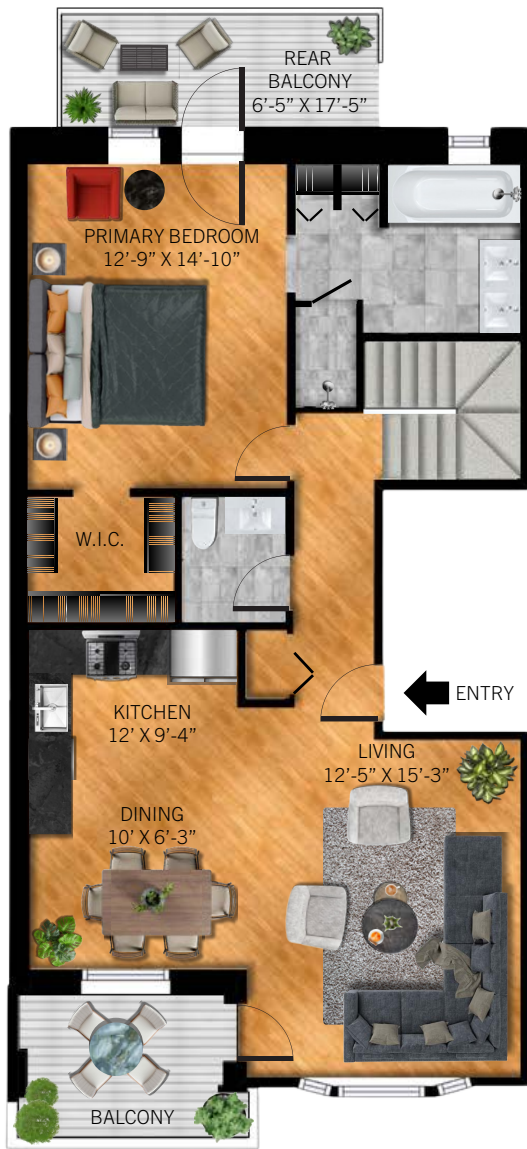 REAR
BALCONY
6'-5" X 17'-5"
PRIMARY BEDROOM
12'-9" X 14'-10"
W.I.C.
ENTRY
KITCHEN
12' X 9'-4"
LIVING
12'-5" X 15'-3"
DINING
10' X 6'-3"
BALCONY